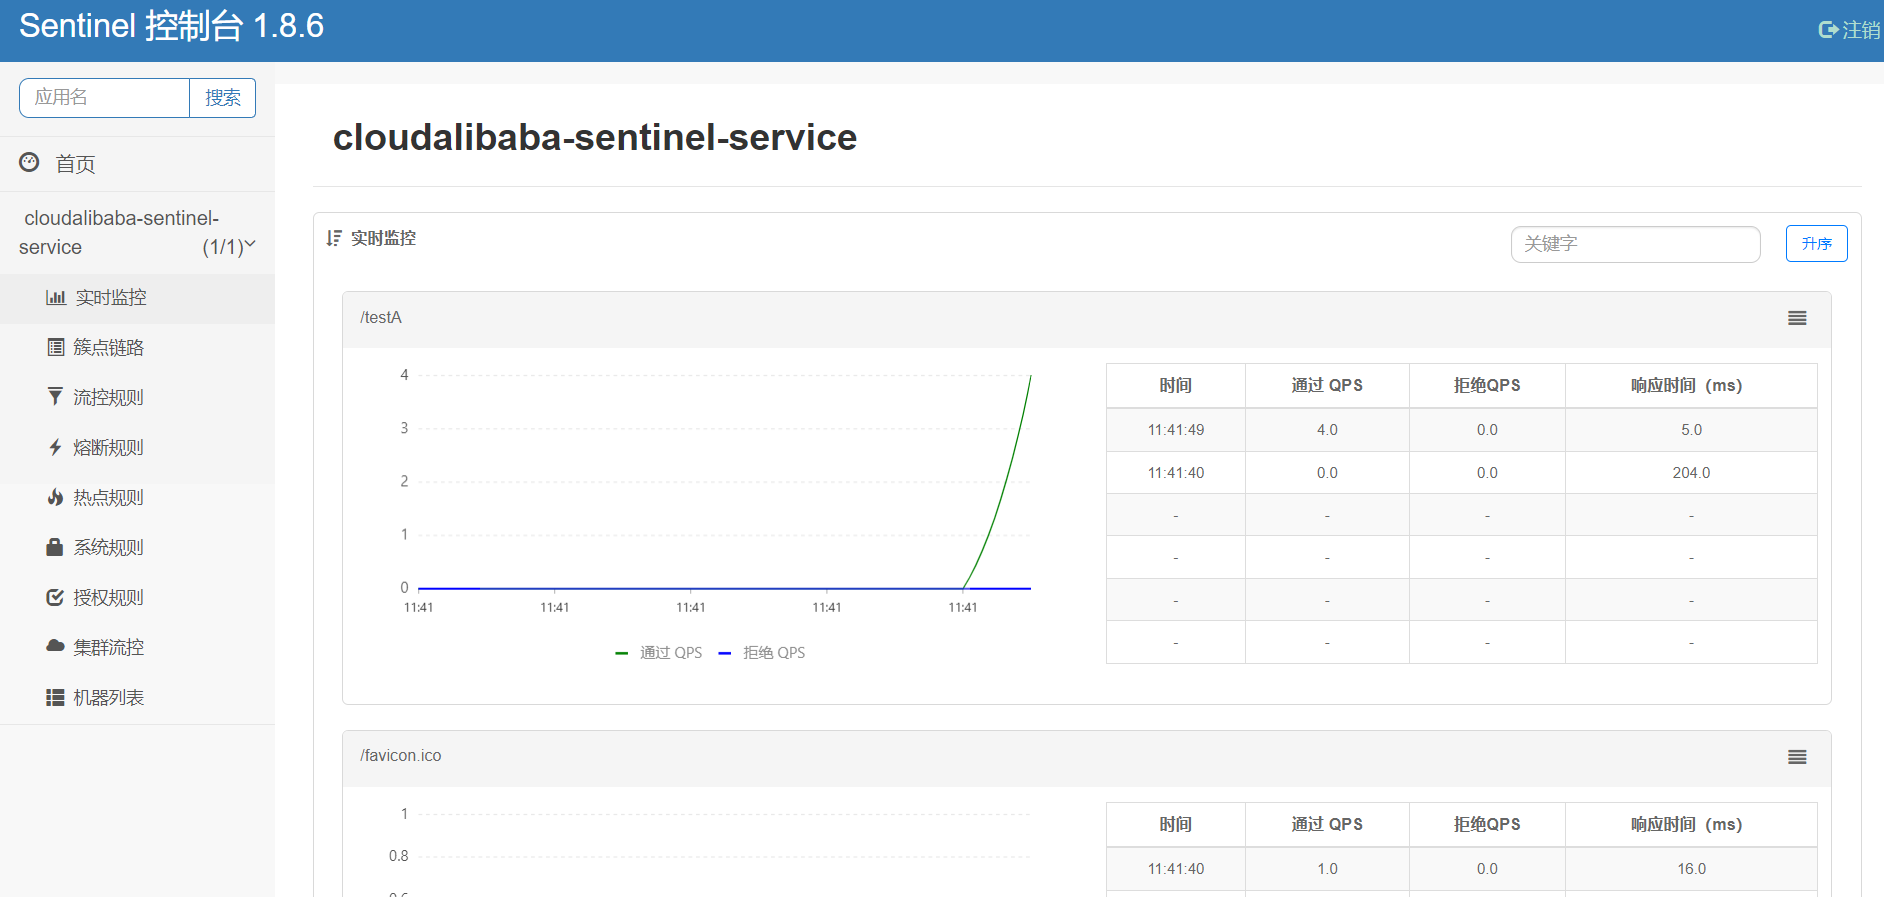 Sentinel 控制台 1.8.6
注销
应用名 搜索
首页
cloudalibaba-sentinel-
service (1/1)
实时监控
簇点链路
流控规则
熔断规则
热点规则
系统规则
授权规则
集群流控
机器列表
cloudalibaba-sentinel-service
实时监控 关键字 升序
/testA
4
3
2
1
0
11:41 11:41 11:41 11:41 11:41
通过 QPS 拒绝 QPS
时间 通过 QPS 拒绝QPS 响应时间 (ms)
11:41:49 4.0 0.0 5.0
11:41:40 0.0 0.0 204.0
- - - -
- - - -
- - - -
- - - -
/favicon.ico
1
0.8
时间 通过 QPS 拒绝QPS 响应时间 (ms)
11:41:40 1.0 0.0 16.0